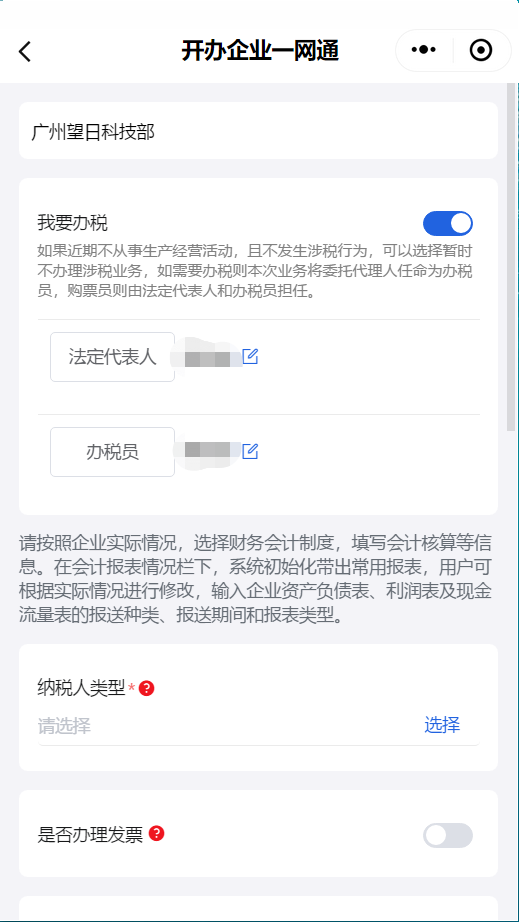 开办企业一网通
广州望日科技部
我要办税
如果近期不从事生产经营活动，且不发生涉税行为，可以选择暂时
不办理涉税业务，如需要办税则本次业务将委托代理人任命为办税
员，购票员则由法定代表人和办税员担任。
法定代表人
办税员
请按照企业实际情况，选择财务会计制度，填写会计核算等信
息。在会计报表情况栏下，系统初始化带出常用报表，用户可
根据实际情况进行修改，输入企业资产负债表、利润表及现金
流量表的报送种类、报送期间和报表类型。
纳税人类型*?
请选择 选择
是否办理发票?